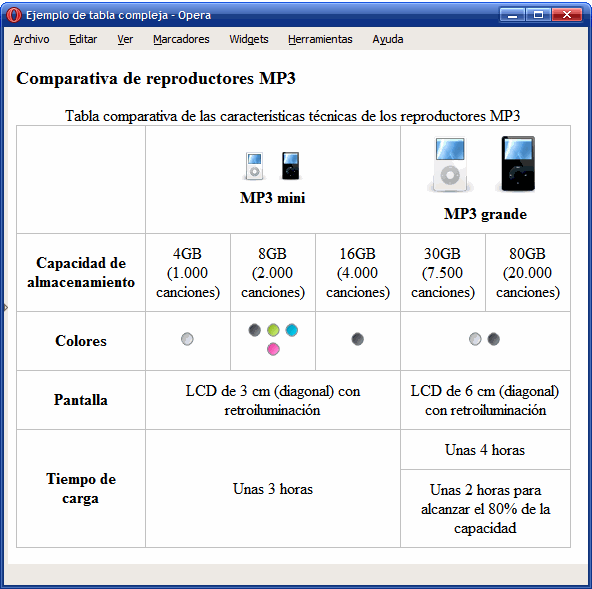 Ejemplo de tabla compleja - Opera
Archivo Editar Ver Marcadores Widgets Herramientas Ayuda
Comparativa de reproductores MP3
Tabla comparativa de las características técnicas de los reproductores MP3
MP3 mini
MP3 grande
Capacidad de
almacenamiento
4GB
(1.000
canciones)
8GB
(2.000
canciones)
16GB
(4.000
canciones)
30GB
(7.500
canciones)
80GB
(20.000
canciones)
Colores
Pantalla
LCD de 3 cm (diagonal) con
retroiluminación
LCD de 6 cm (diagonal)
con retroiluminación
Tiempo de
carga
Unas 3 horas
Unas 4 horas
Unas 2 horas para
alcanzar el 80% de la
capacidad